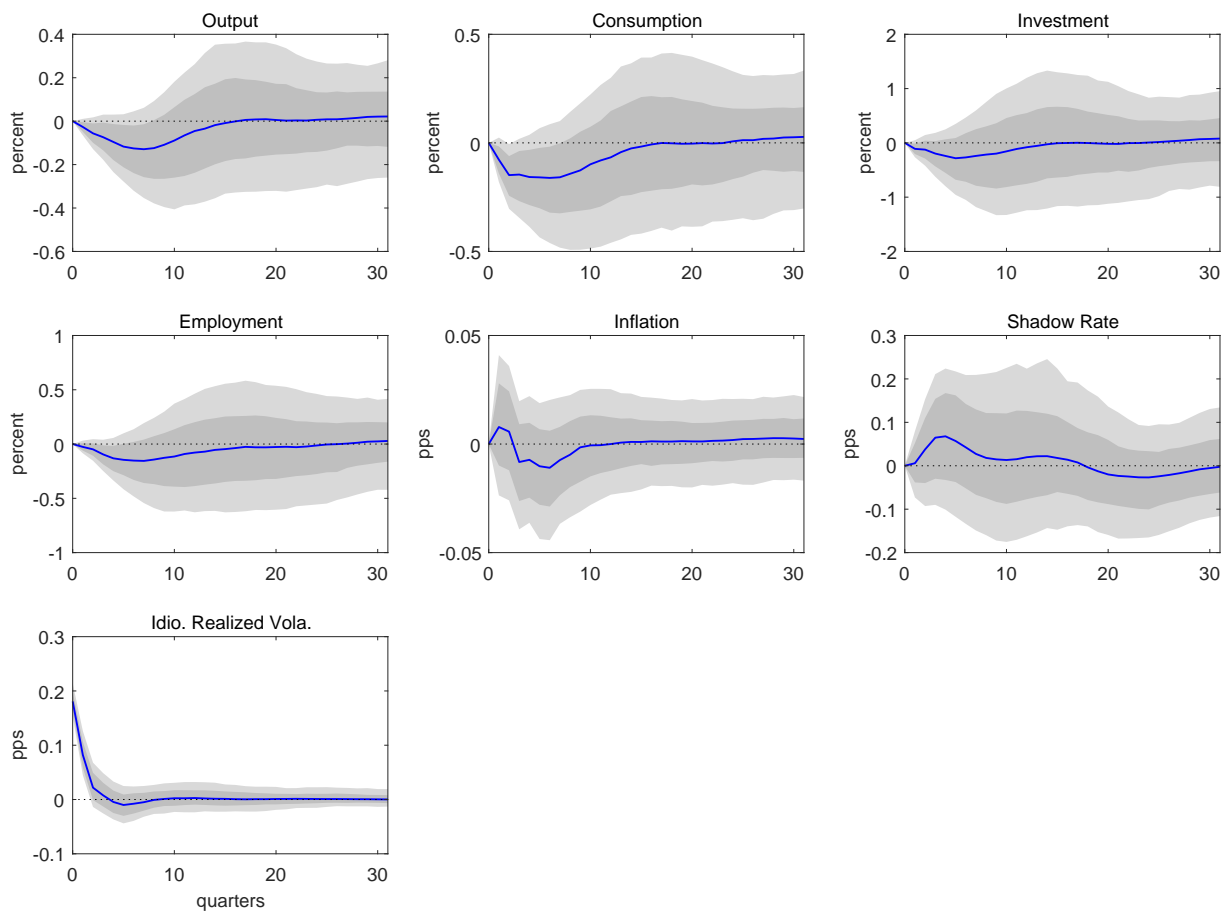 Output
Consumption
Investment
0.4
0.2
0
-0.2
-0.4
-0.6
percent
0 10 20 30
0.5
0
-0.5
percent
0 10 20 30
2
1
0
-1
-2
percent
0 10 20 30
Employment
Inflation
Shadow Rate
1
0.5
0
-0.5
-1
percent
0 10 20 30
0.05
0
-0.05
pps
0 10 20 30
0.3
0.2
0.1
0
-0.1
-0.2
pps
0 10 20 30
Idio. Realized Vola.
0.3
0.2
0.1
0
-0.1
pps
0 10 20 30
quarters